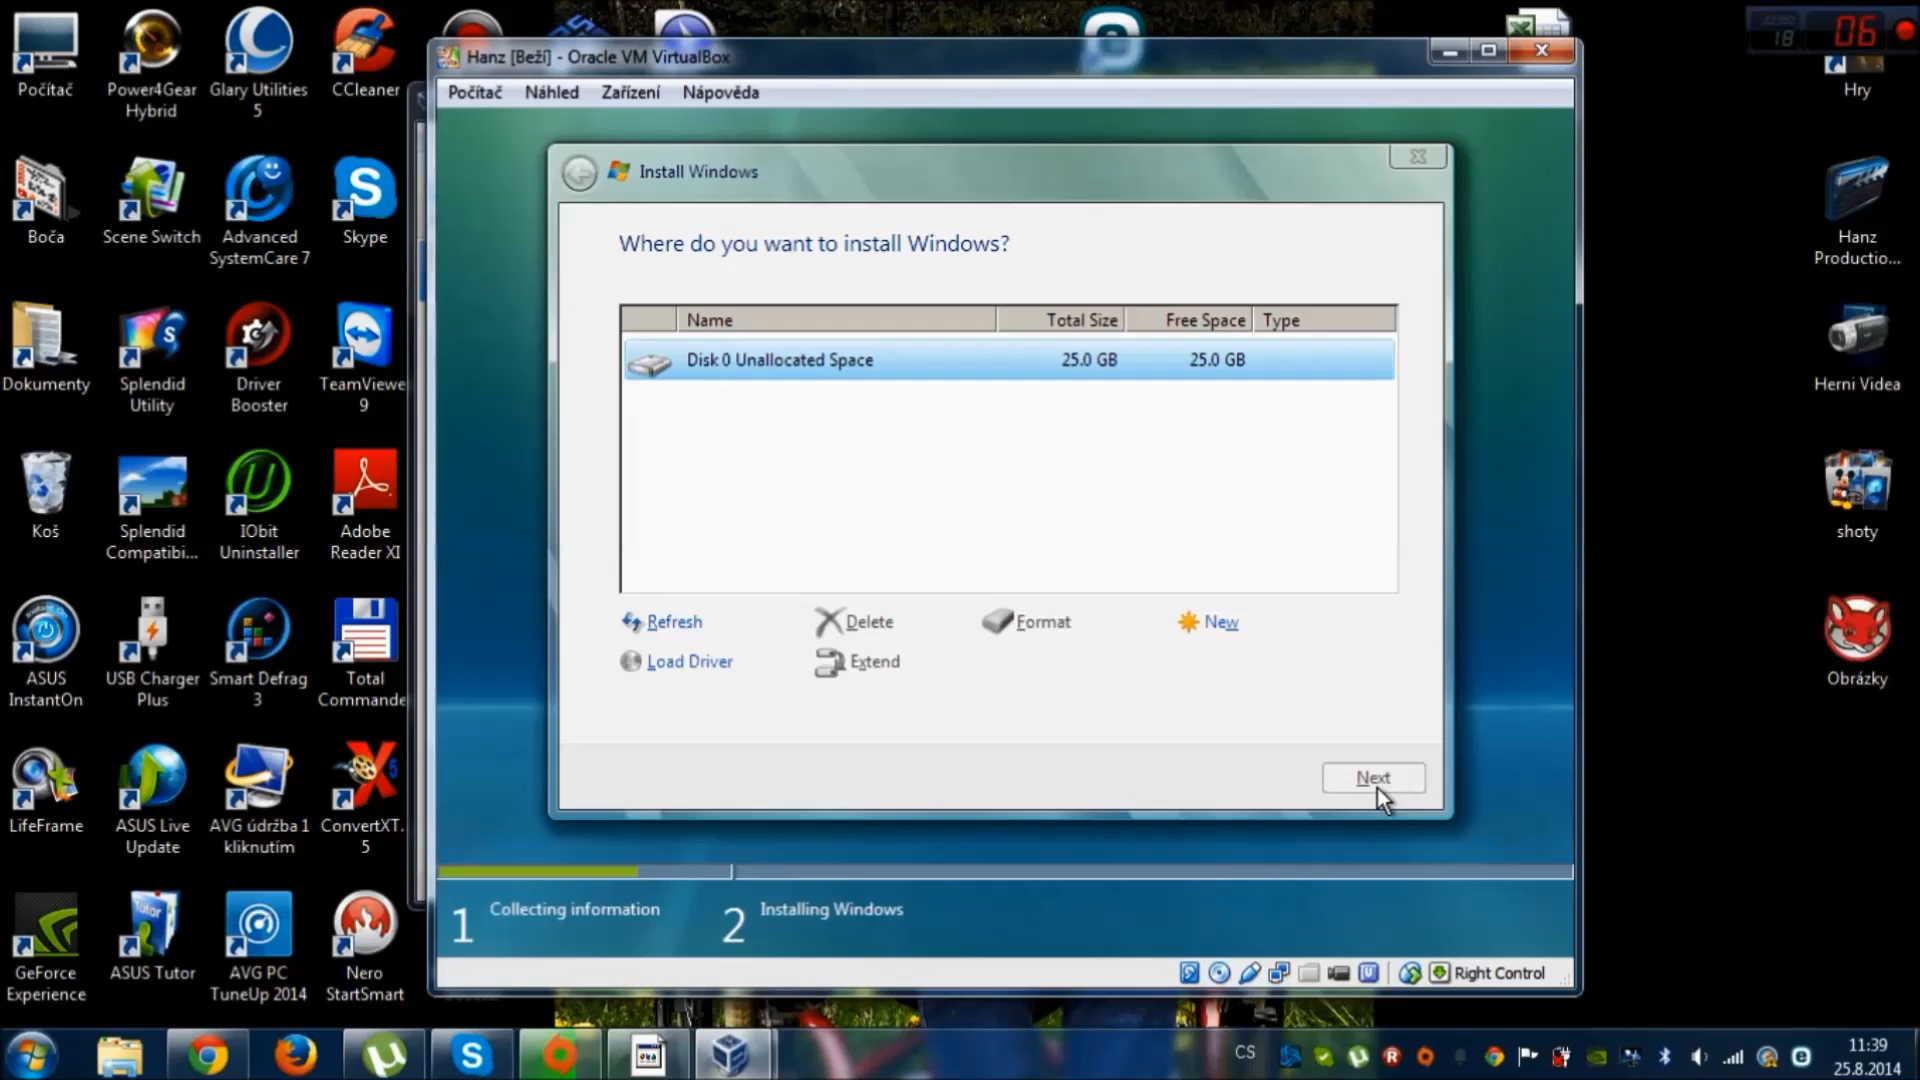 Počítač
Power4Gear
Hybrid
Glary Utilities
5
CCleaner
Boča
Scene Switch
Advanced
SystemCare 7
Skype
Dokumenty
Splendid
Utility
Driver
Booster
TeamViewe
9
Koš
Splendid
Compatibi...
IObit
Uninstaller
Adobe
Reader XI
ASUS
InstantOn
USB Charger
Plus
Smart Defrag
3
Total
Commande
LifeFrame
ASUS Live
Update
AVG údržba 1
kliknutím
ConvertXT.
5
GeForce
Experience
ASUS Tutor
AVG PC
TuneUp 2014
Nero
StartSmart
Hanz [Beží] - Oracle VM VirtualBox
Počítač Náhled Zařízení Nápověda
Install Windows
Where do you want to install Windows?
Name Total Size Free Space Type
Disk 0 Unallocated Space 25.0 GB 25.0 GB
Refresh Delete Format New
Load Driver Extend
Next
1 Collecting information 2 Installing Windows
Right Control
18 06
Hry
Hanz
Productio...
Herni Videa
shoty
Obrázky
CS
11:39
25.8.2014